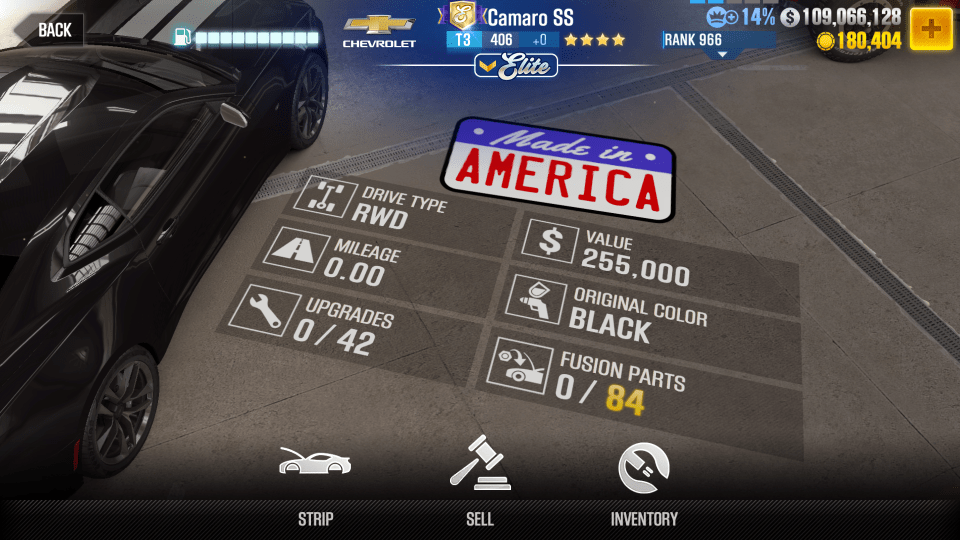 BACK
CHEVROLET
Camaro SS
T3 406 +0
Elite
14% $ 109,066,128
RANK 966
180,404
Made in
AMERICA
DRIVE TYPE
RWD
MILEAGE
0.00
UPGRADES
0 / 42
$ VALUE
255,000
ORIGINAL COLOR
BLACK
FUSION PARTS
0 / 84
STRIP
SELL
INVENTORY